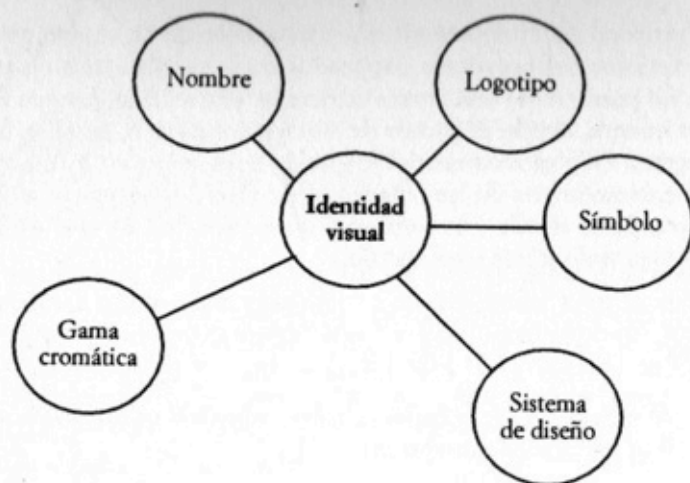 Nombre
Logotipo
Identidad
visual
Símbolo
Gama
cromática
Sistema
de diseño